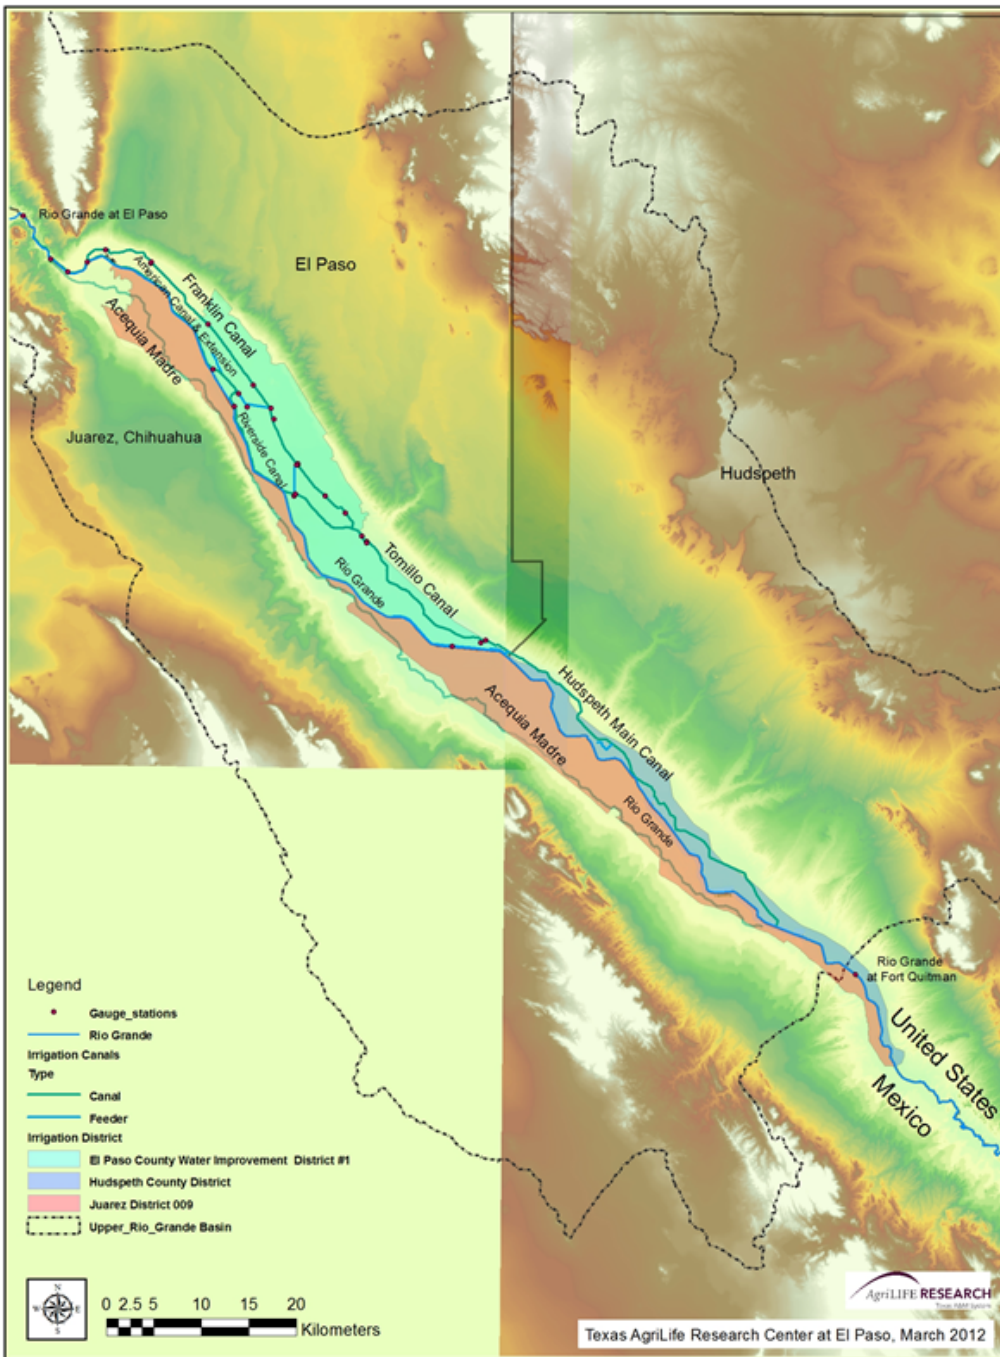 Rio Grande at El Paso
El Paso
American Canal & Extension
Franklin Canal
Acequia Madre
Juarez, Chihuahua
Riverside Canal
Hudspeth
Rio Grande
Tornillo Canal
Hudspeth Main Canal
Acequia Madre
Rio Grande
Rio Grande
at Fort Quitman
United States
Mexico
Legend
Gauge_stations
Rio Grande
Irrigation Canals
Type
Canal
Feeder
Irrigation District
El Paso County Water Improvement District #1
Hudspeth County District
Juarez District 009
Upper_Rio_Grande Basin
N
W E
S
0 2.5 5 10 15 20
Kilometers
AgriLIFE RESEARCH
Texas A&M System
Texas AgriLife Research Center at El Paso, March 2012